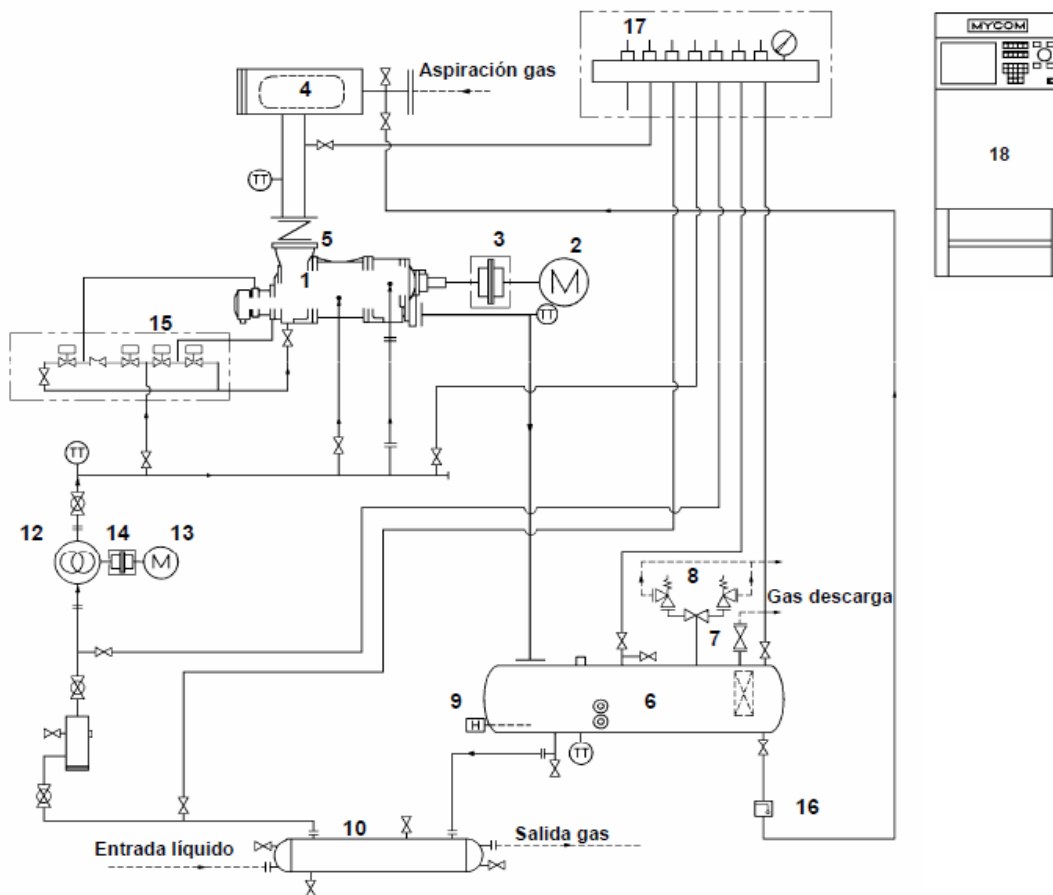 17
MYCOM
Aspiración gas
4
18
TT
5
3
2
1
M
TT
15
TT
12
14
13
M
8
Gas descarga
7
9
6
H
TT
16
10
Salida gas
Entrada líquido